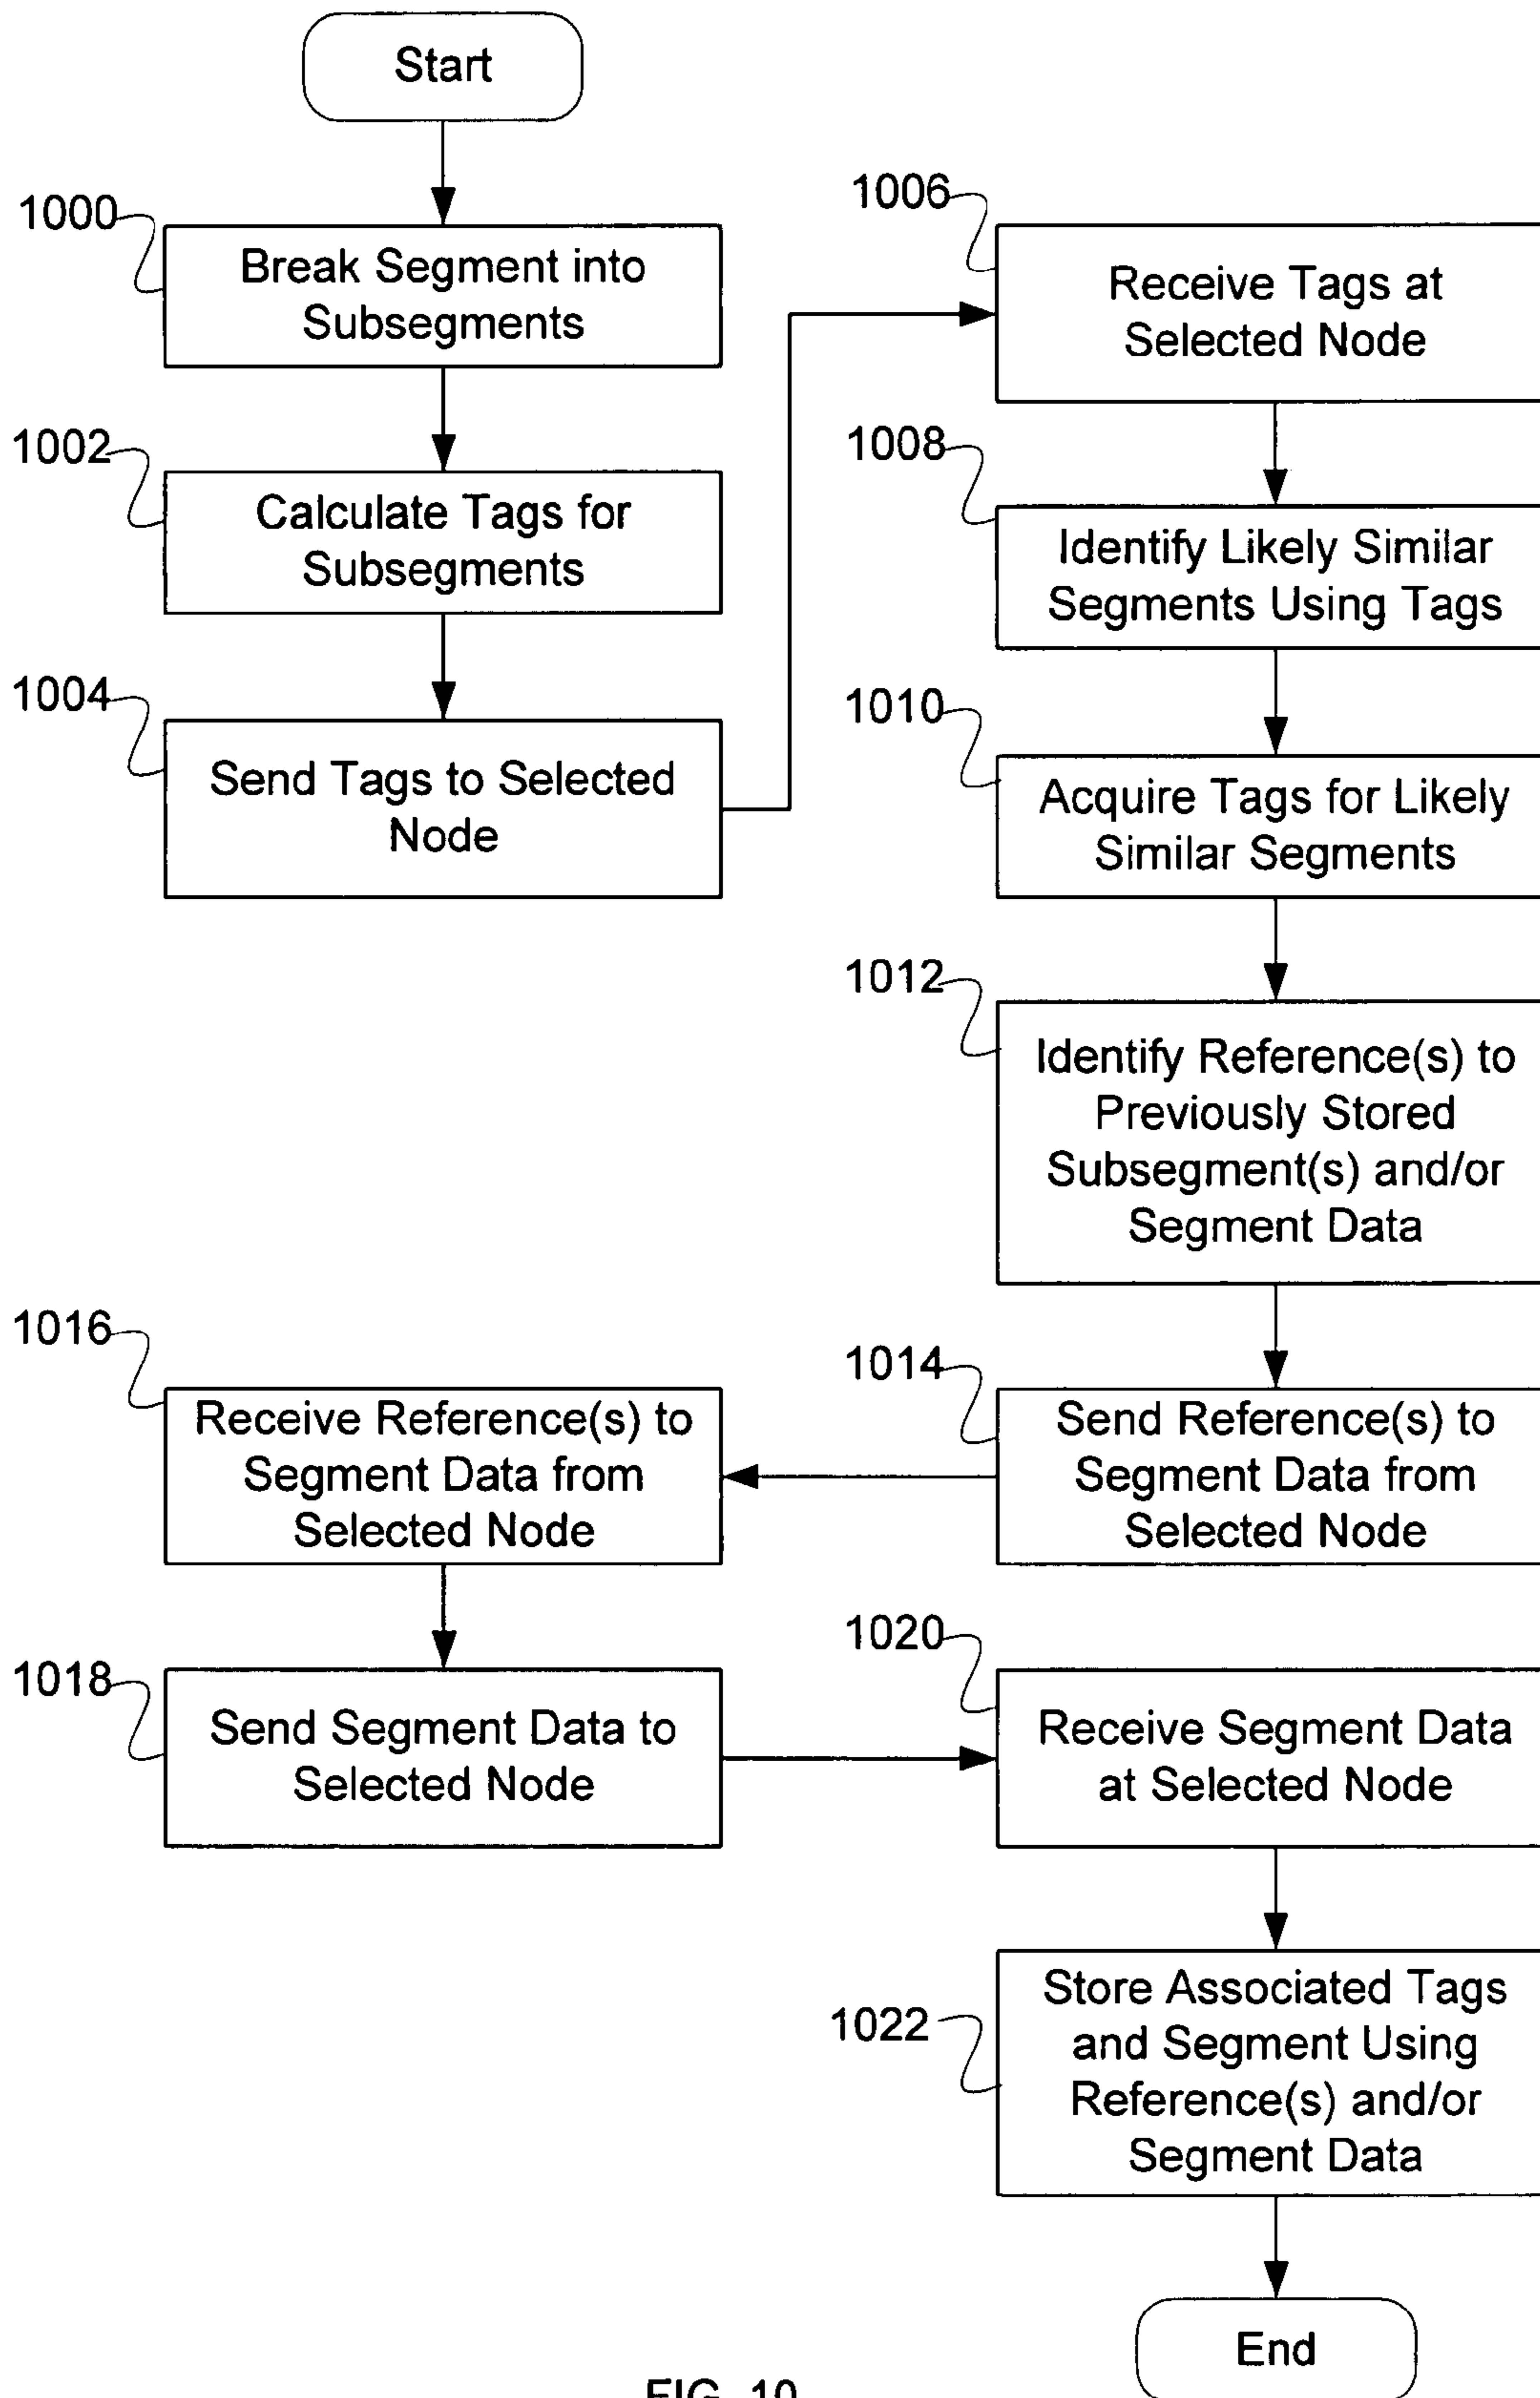 Start
1000
Break Segment into
Subsegments
1002
Calculate Tags for
Subsegments
1004
Send Tags to Selected
Node
1006
Receive Tags at
Selected Node
1008
Identify Likely Similar
Segments Using Tags
1010
Acquire Tags for Likely
Similar Segments
1012
Identify Reference(s) to
Previously Stored
Subsegment(s) and/or
Segment Data
1014
Send Reference(s) to
Segment Data from
Selected Node
1016
Receive Reference(s) to
Segment Data from
Selected Node
1018
Send Segment Data to
Selected Node
1020
Receive Segment Data
at Selected Node
1022
Store Associated Tags
and Segment Using
Reference(s) and/or
Segment Data
End
FIG. 10